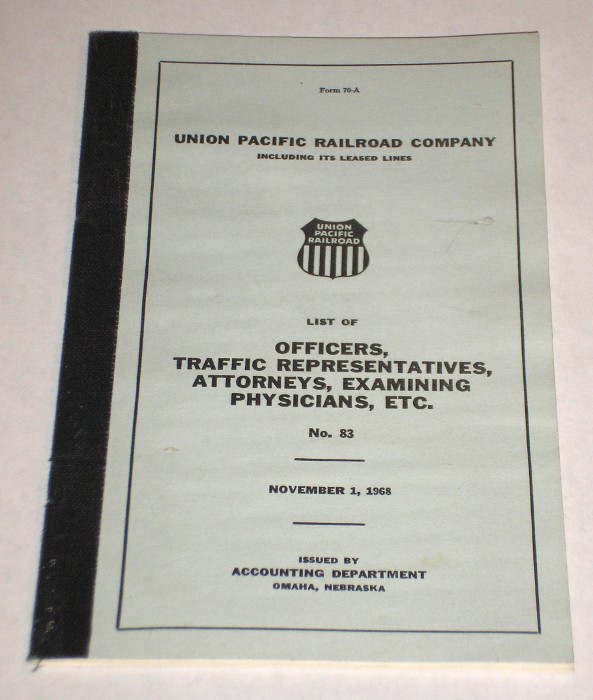 Form 70-A
UNION PACIFIC RAILROAD COMPANY
INCLUDING ITS LEASED LINES
UNION
PACIFIC
RAILROAD
LIST OF
OFFICERS,
TRAFFIC REPRESENTATIVES,
ATTORNEYS, EXAMINING
PHYSICIANS, ETC.
No. 83
NOVEMBER 1, 1968
ISSUED BY
ACCOUNTING DEPARTMENT
OMAHA, NEBRASKA